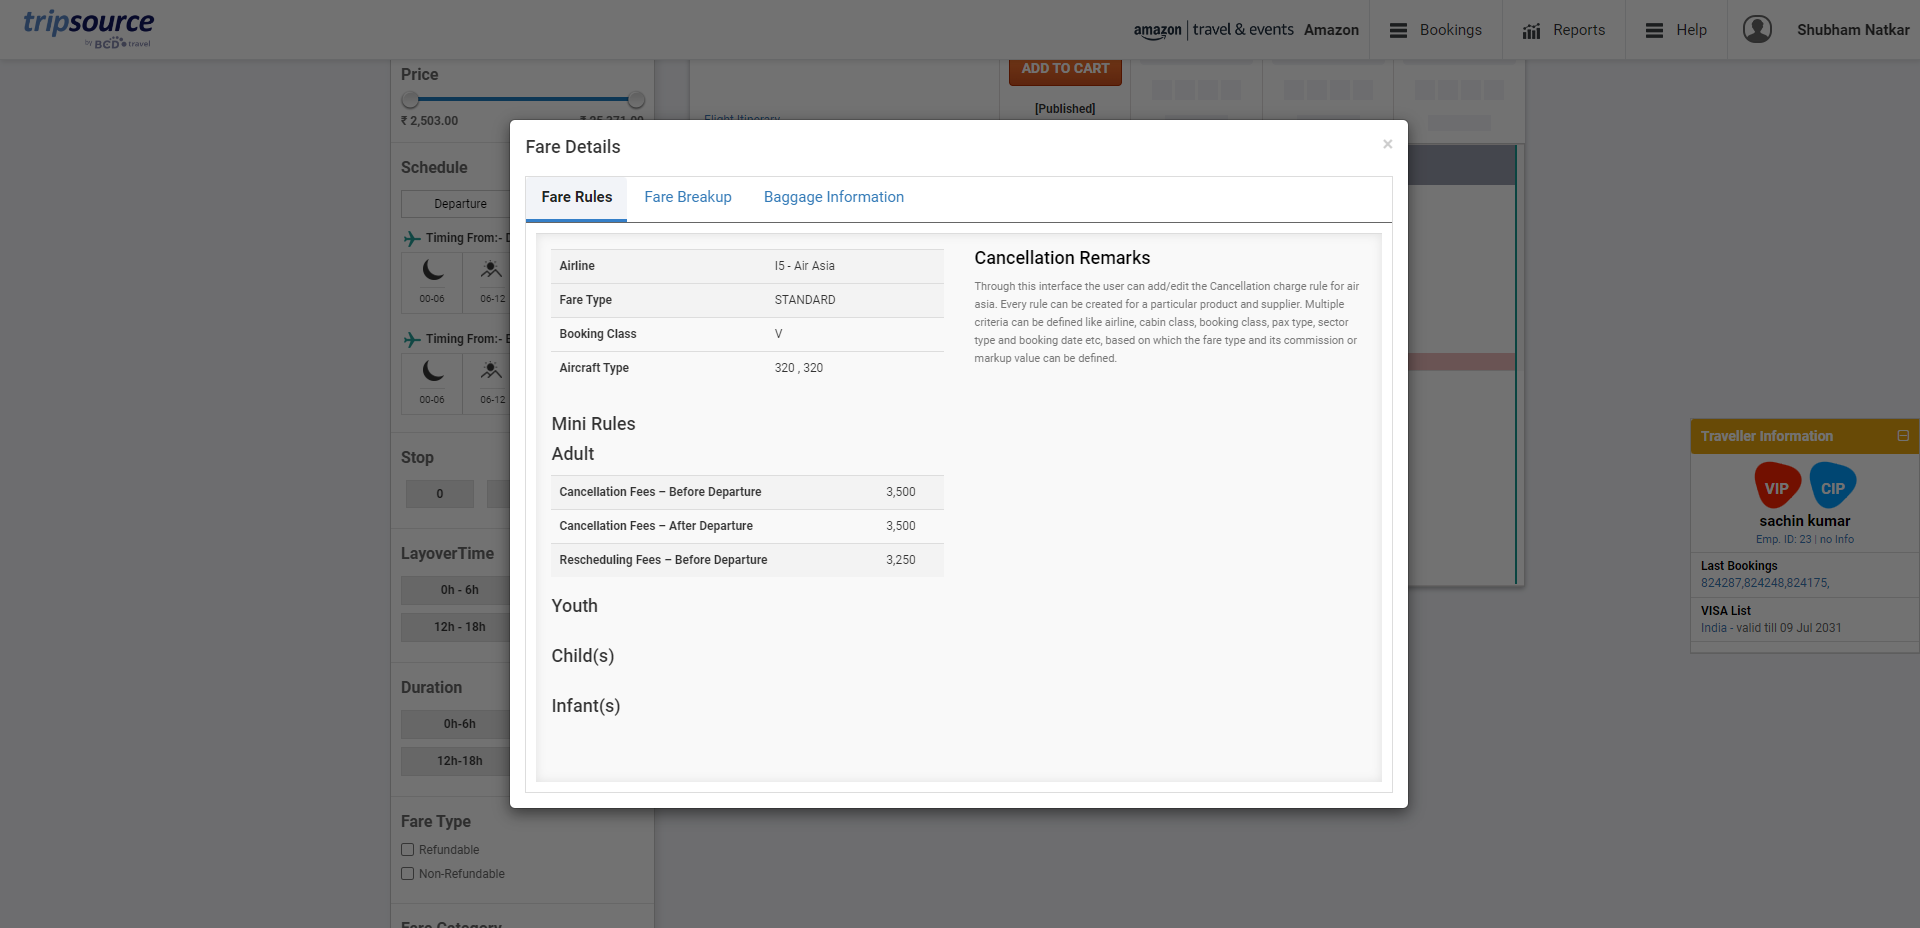 tripsource
by BCD travel
amazon travel & events Amazon
Bookings
Reports
Help
Shubham Natkar
Price
₹ 2,503.00
₹ 25,371.00
ADD TO CART
[Published]
Flight Itinerary
Schedule
Departure
Timing From:-
00-06
06-12
Timing From:-
00-06
06-12
Stop
0
LayoverTime
0h - 6h
12h - 18h
Duration
0h-6h
12h-18h
Fare Type
Refundable
Non-Refundable
Fare Category
Fare Details
×
Fare Rules
Fare Breakup
Baggage Information
Airline I5 - Air Asia
Fare Type STANDARD
Booking Class V
Aircraft Type 320 , 320
Mini Rules
Adult
Cancellation Fees – Before Departure 3,500
Cancellation Fees – After Departure 3,500
Rescheduling Fees – Before Departure 3,250
Youth
Child(s)
Infant(s)
Cancellation Remarks
Through this interface the user can add/edit the Cancellation charge rule for air
asia. Every rule can be created for a particular product and supplier. Multiple
criteria can be defined like airline, cabin class, booking class, pax type, sector
type and booking date etc, based on which the fare type and its commission or
markup value can be defined.
Traveller Information
VIP CIP
sachin kumar
Emp. ID: 23 | no Info
Last Bookings
824287,824248,824175,
VISA List
India - valid till 09 Jul 2031